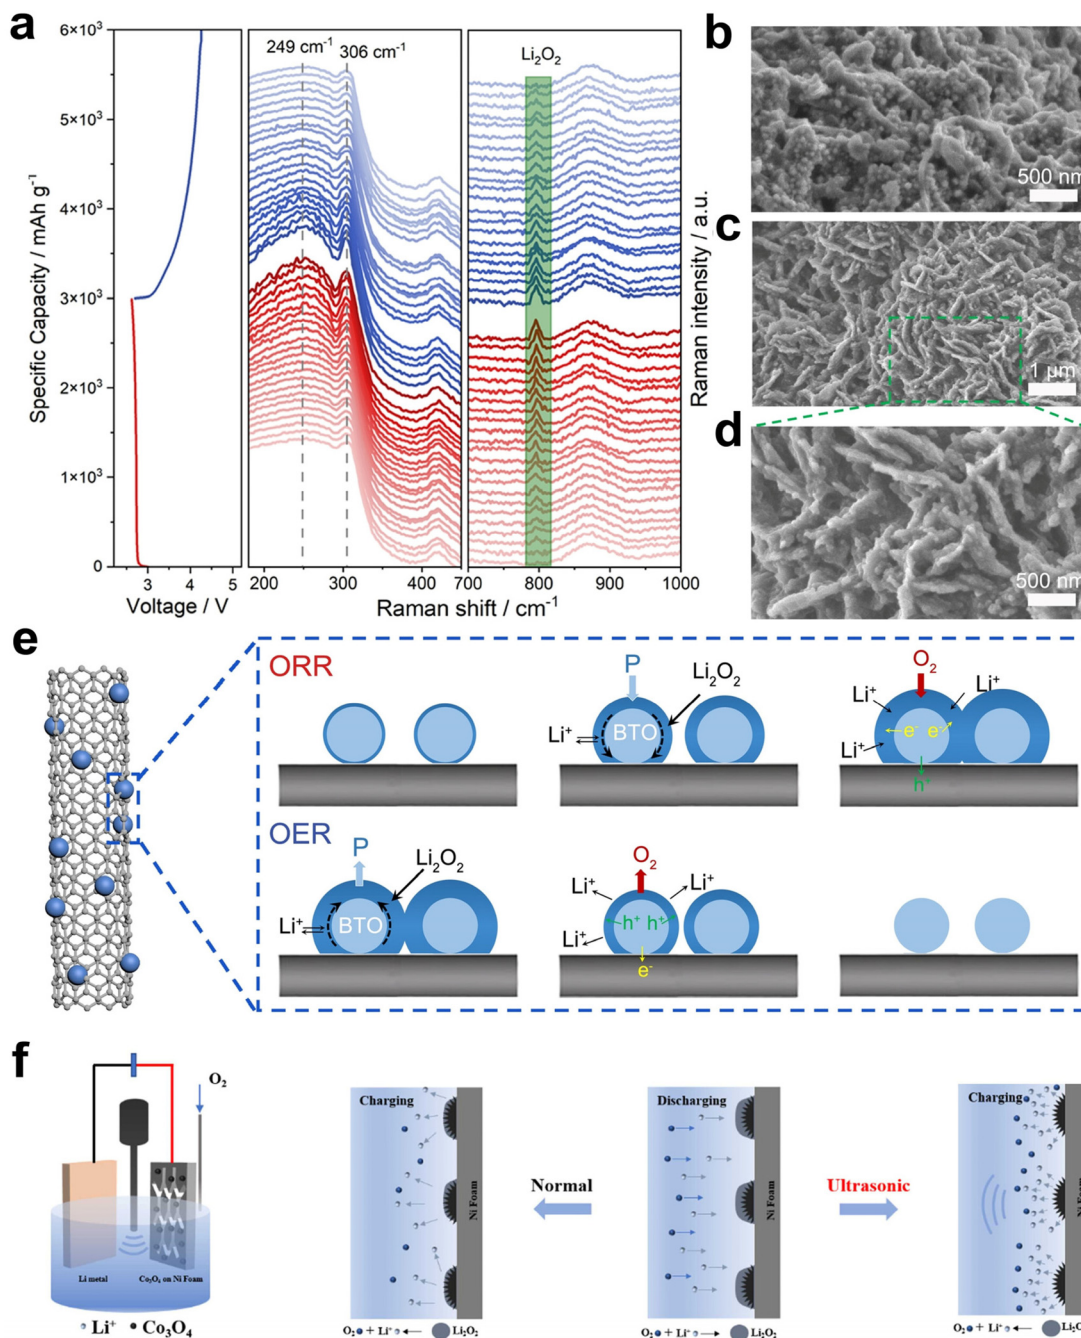 a
6×10³
5×10³
4×10³
3×10³
2×10³
1×10³
0
Specific Capacity / mAh g⁻¹
3 4 5
Voltage / V
249 cm⁻¹
306 cm⁻¹
200 300 400
Li₂O₂
700 800 900 1000
Raman shift / cm⁻¹
Raman intensity / a.u.
b
500 nm
c
1 μm
d
500 nm
e
ORR
P
Li₂O₂
Li⁺
BTO
O₂
Li⁺
Li⁺
e⁻ e⁻
Li⁺
h⁺
OER
P
Li₂O₂
Li⁺
BTO
O₂
Li⁺
Li⁺
h⁺ h⁺
Li⁺
e⁻
f
O₂
Li metal
Co₃O₄ on Ni Foam
Li⁺ Co₃O₄
Charging
Ni Foam
O₂ + Li⁺
Li₂O₂
Normal
Discharging
Ni Foam
O₂ + Li⁺
Li₂O₂
Ultrasonic
Charging
Ni Foam
O₂ + Li⁺